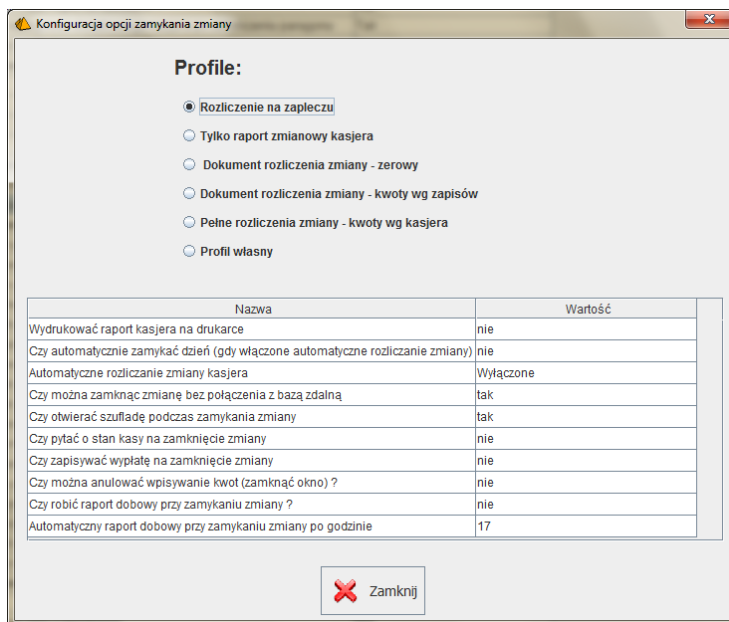 Konfiguracja opcji zamykania zmiany
Profile:
Rozliczenie na zapleczu
Tylko raport zmianowy kasjera
Dokument rozliczenia zmiany - zerowy
Dokument rozliczenia zmiany - kwoty wg zapisów
Pełne rozliczenia zmiany - kwoty wg kasjera
Profil własny
Nazwa Wartość
Wydrukować raport kasjera na drukarce nie
Czy automatycznie zamykać dzień (gdy włączone automatyczne rozliczanie zmiany) nie
Automatyczne rozliczanie zmiany kasjera Wyłączone
Czy można zamknąc zmianę bez połączenia z bazą zdalną tak
Czy otwierać szufladę podczas zamykania zmiany tak
Czy pytać o stan kasy na zamknięcie zmiany nie
Czy zapisywać wypłatę na zamknięcie zmiany nie
Czy można anulować wpisywanie kwot (zamknąć okno) ? nie
Czy robić raport dobowy przy zamykaniu zmiany ? nie
Automatyczny raport dobowy przy zamykaniu zmiany po godzinie 17
Zamknij